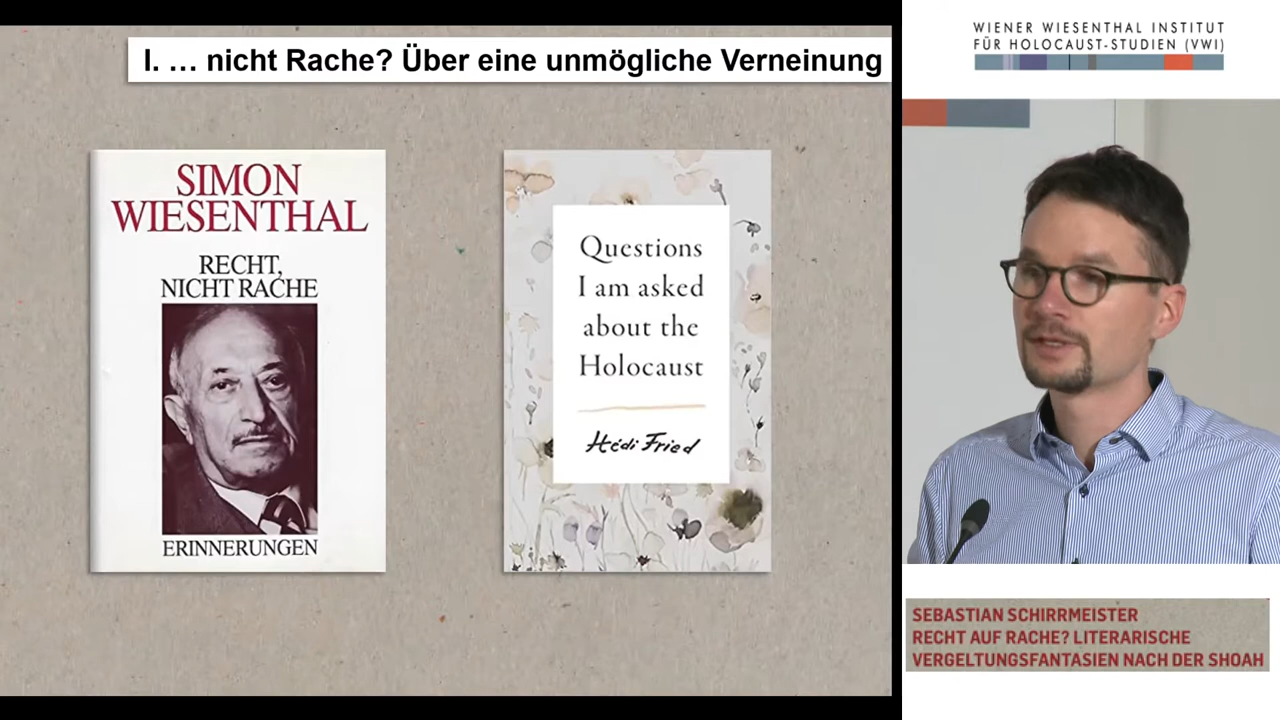 I. … nicht Rache? Über eine unmögliche Verneinung
SIMON
WIESENTHAL
RECHT,
NICHT RACHE
ERINNERUNGEN
Questions
I am asked
about the
Holocaust
Hédi Fried
WIENER WIESENTHAL INSTITUT
FÜR HOLOCAUST-STUDIEN (VWI)
SEBASTIAN SCHIRRMEISTER
RECHT AUF RACHE? LITERARISCHE
VERGELTUNGSFANTASIEN NACH DER SHOAH